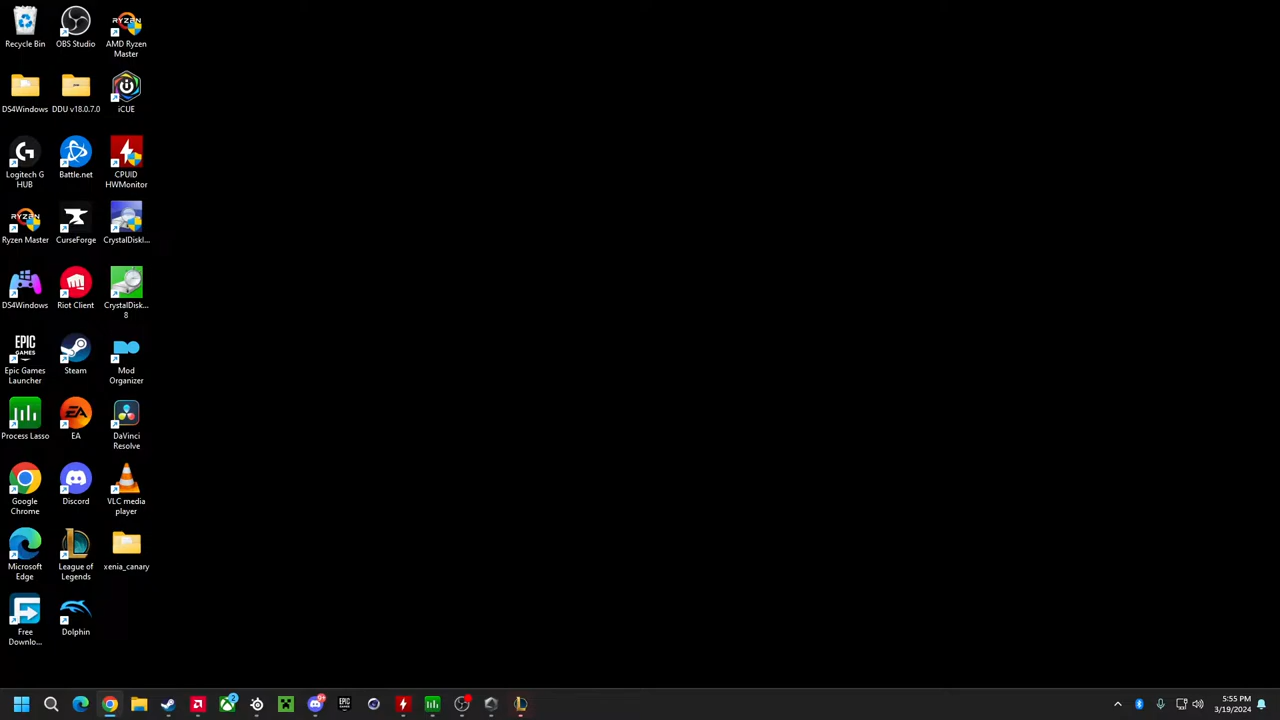 Recycle Bin
OBS Studio
AMD Ryzen
Master
DS4Windows
DDU v18.0.7.0
iCUE
Logitech G
HUB
Battle.net
CPUID
HWMonitor
Ryzen Master
CurseForge
CrystalDiskI...
DS4Windows
Riot Client
CrystalDisk...
8
Epic Games
Launcher
Steam
Mod
Organizer
Process Lasso
EA
DaVinci
Resolve
Google
Chrome
Discord
VLC media
player
Microsoft
Edge
League of
Legends
xenia_canary
Free
Downlo...
Dolphin
5:55 PM
3/19/2024